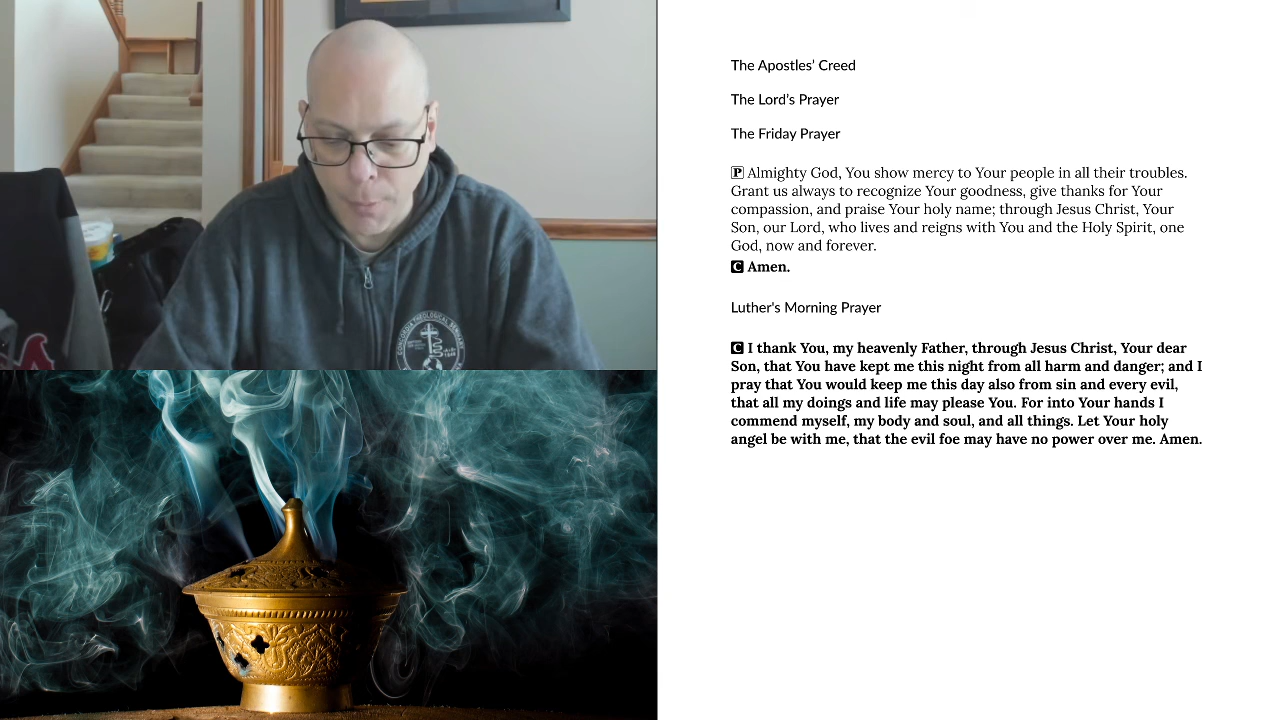 The Apostles' Creed
The Lord's Prayer
The Friday Prayer
P Almighty God, You show mercy to Your people in all their troubles.
Grant us always to recognize Your goodness, give thanks for Your
compassion, and praise Your holy name; through Jesus Christ, Your
Son, our Lord, who lives and reigns with You and the Holy Spirit, one
God, now and forever.
C Amen.
Luther's Morning Prayer
C I thank You, my heavenly Father, through Jesus Christ, Your dear
Son, that You have kept me this night from all harm and danger; and I
pray that You would keep me this day also from sin and every evil,
that all my doings and life may please You. For into Your hands I
commend myself, my body and soul, and all things. Let Your holy
angel be with me, that the evil foe may have no power over me. Amen.
CONCORDIA THEOLOGICAL SEMINARY